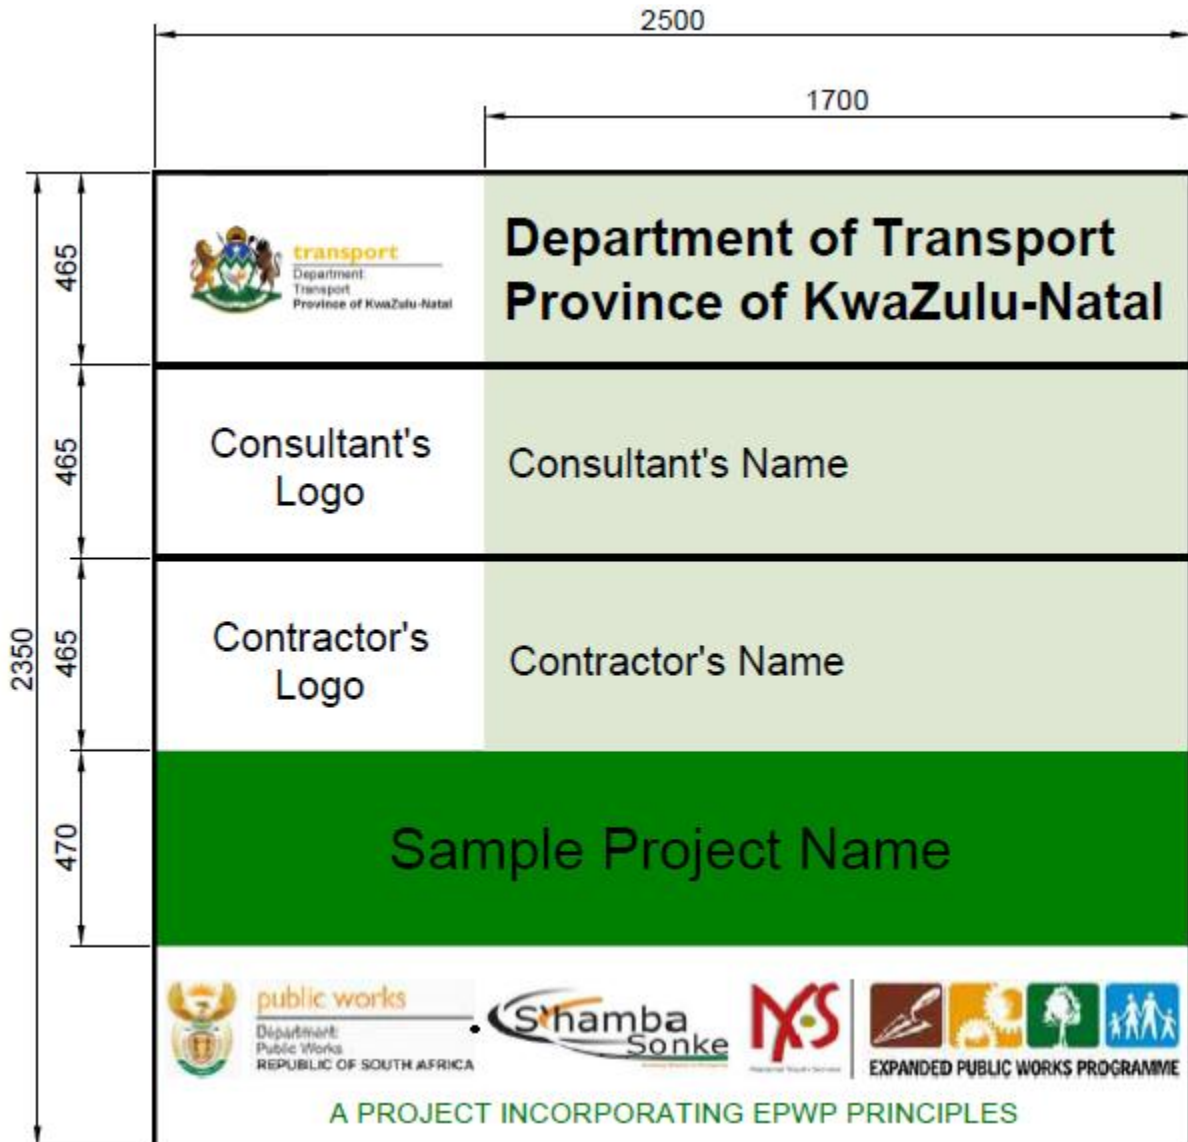 2500
1700
465
transport
Department:
Transport
Province of KwaZulu-Natal
Department of Transport
Province of KwaZulu-Natal
465
Consultant's
Logo
Consultant's Name
2350
465
Contractor's
Logo
Contractor's Name
470
Sample Project Name
public works
Department:
Public Works
REPUBLIC OF SOUTH AFRICA
S'hamba
Sonke
NYS
EXPANDED PUBLIC WORKS PROGRAMME
A PROJECT INCORPORATING EPWP PRINCIPLES